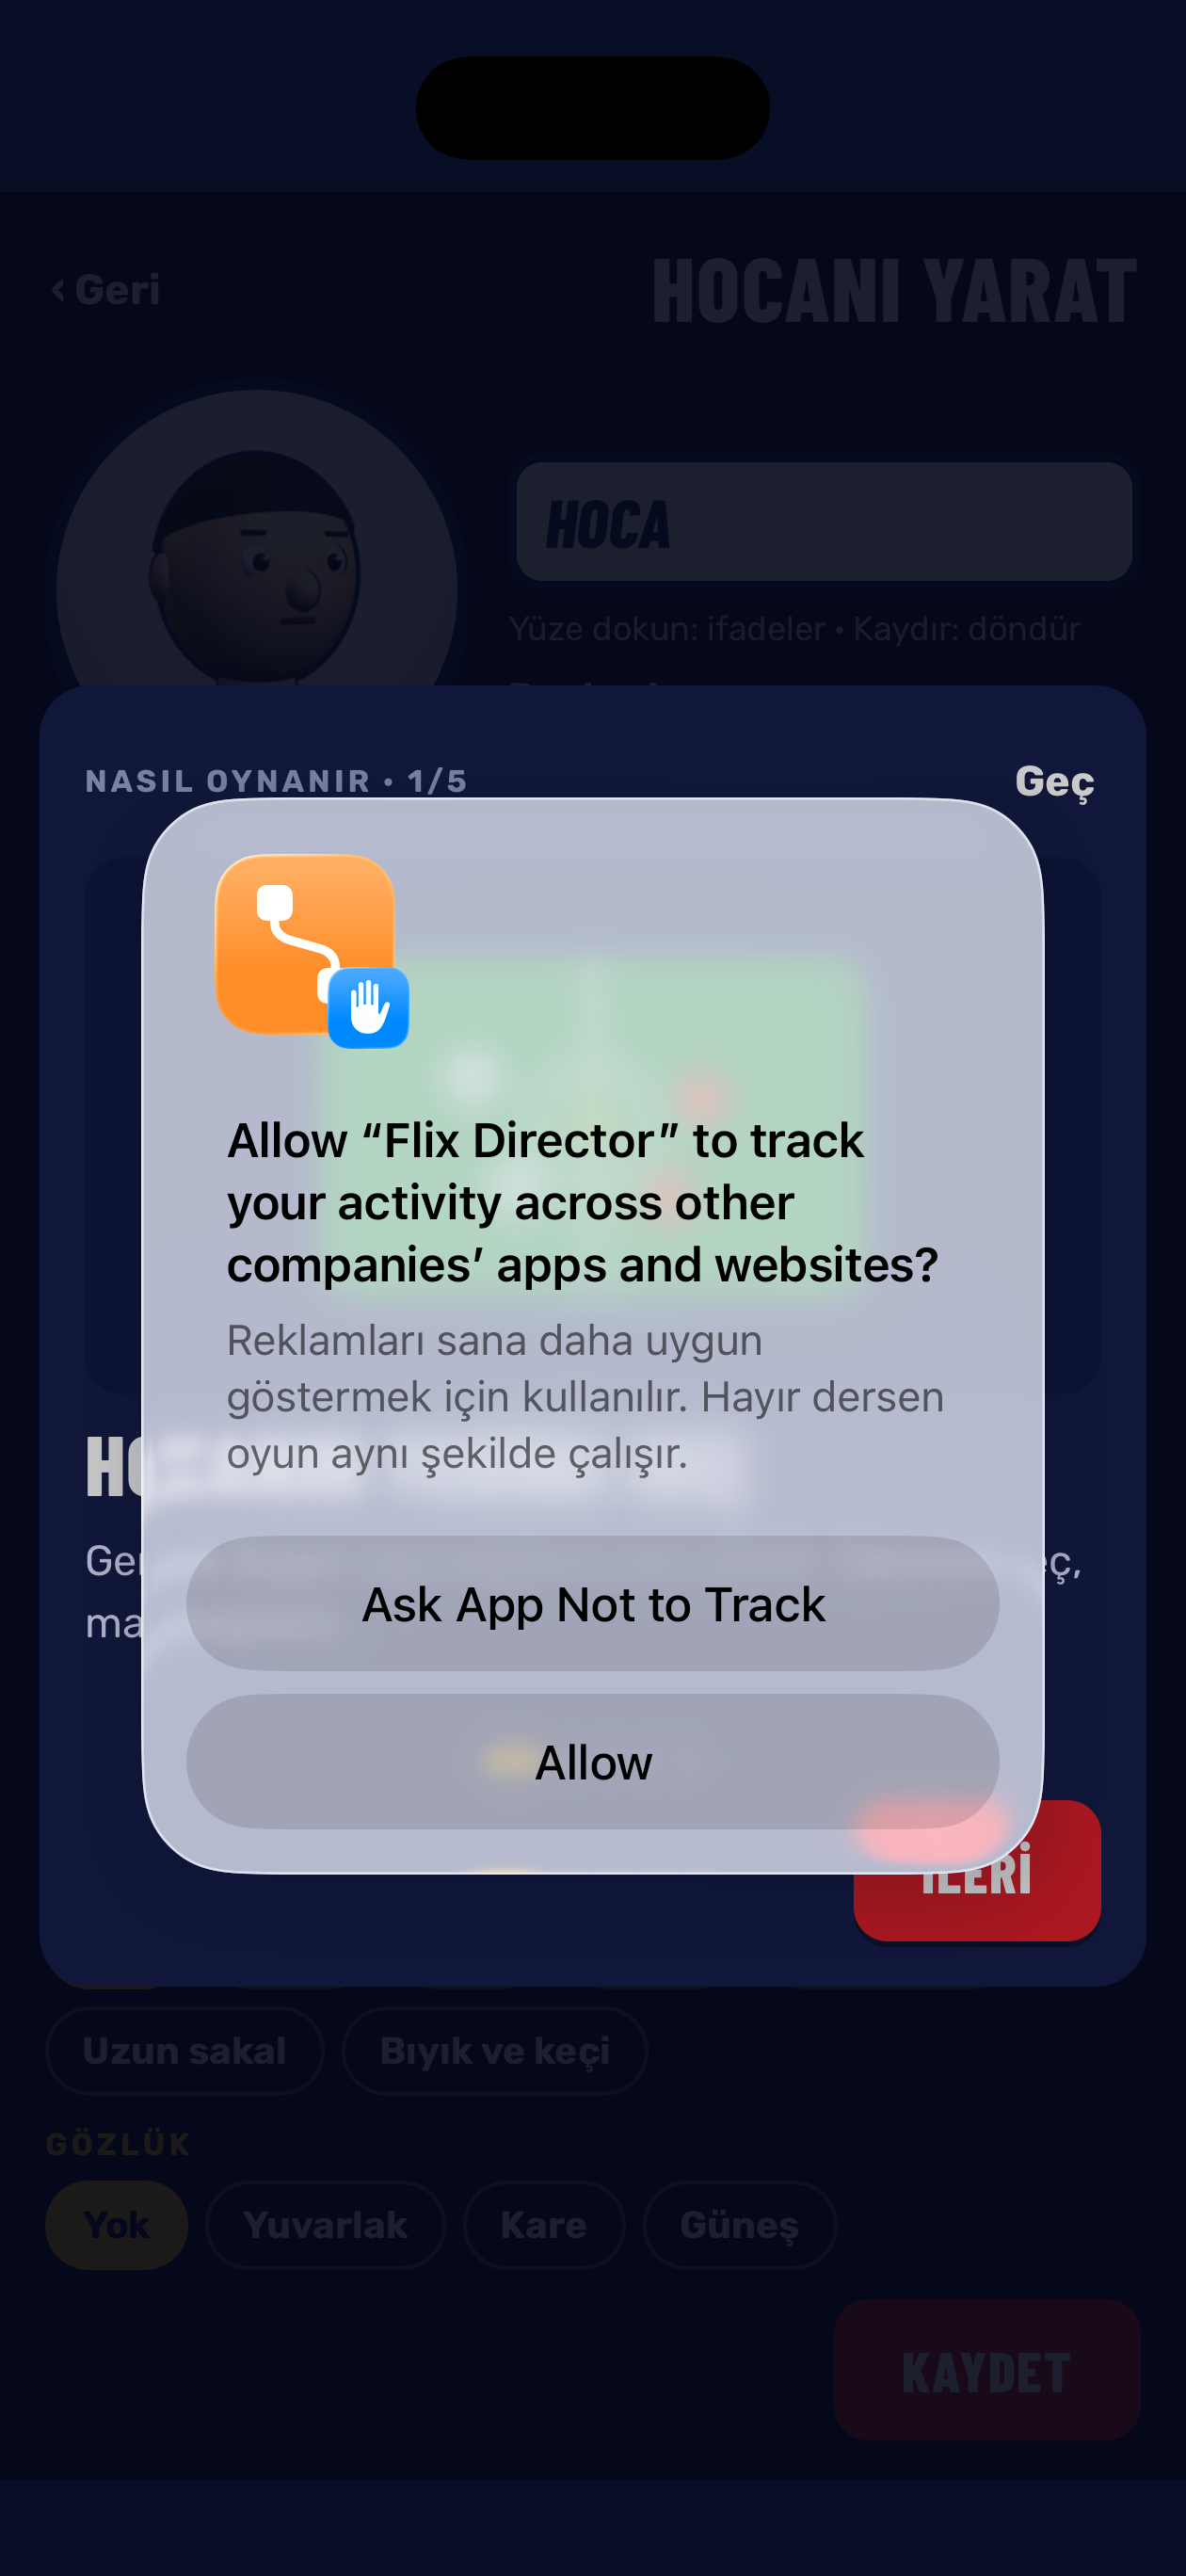 ‹ Geri
HOCANI YARAT
HOCA
Yüze dokun: ifadeler • Kaydır: döndür
NASIL OYNANIR • 1/5
Geç
Allow “Flix Director” to track
your activity across other
companies’ apps and websites?
Reklamları sana daha uygun
göstermek için kullanılır. Hayır dersen
oyun aynı şekilde çalışır.
Ask App Not to Track
Allow
İLERİ
Uzun sakal
Bıyık ve keçi
GÖZLÜK
Yok
Yuvarlak
Kare
Güneş
KAYDET